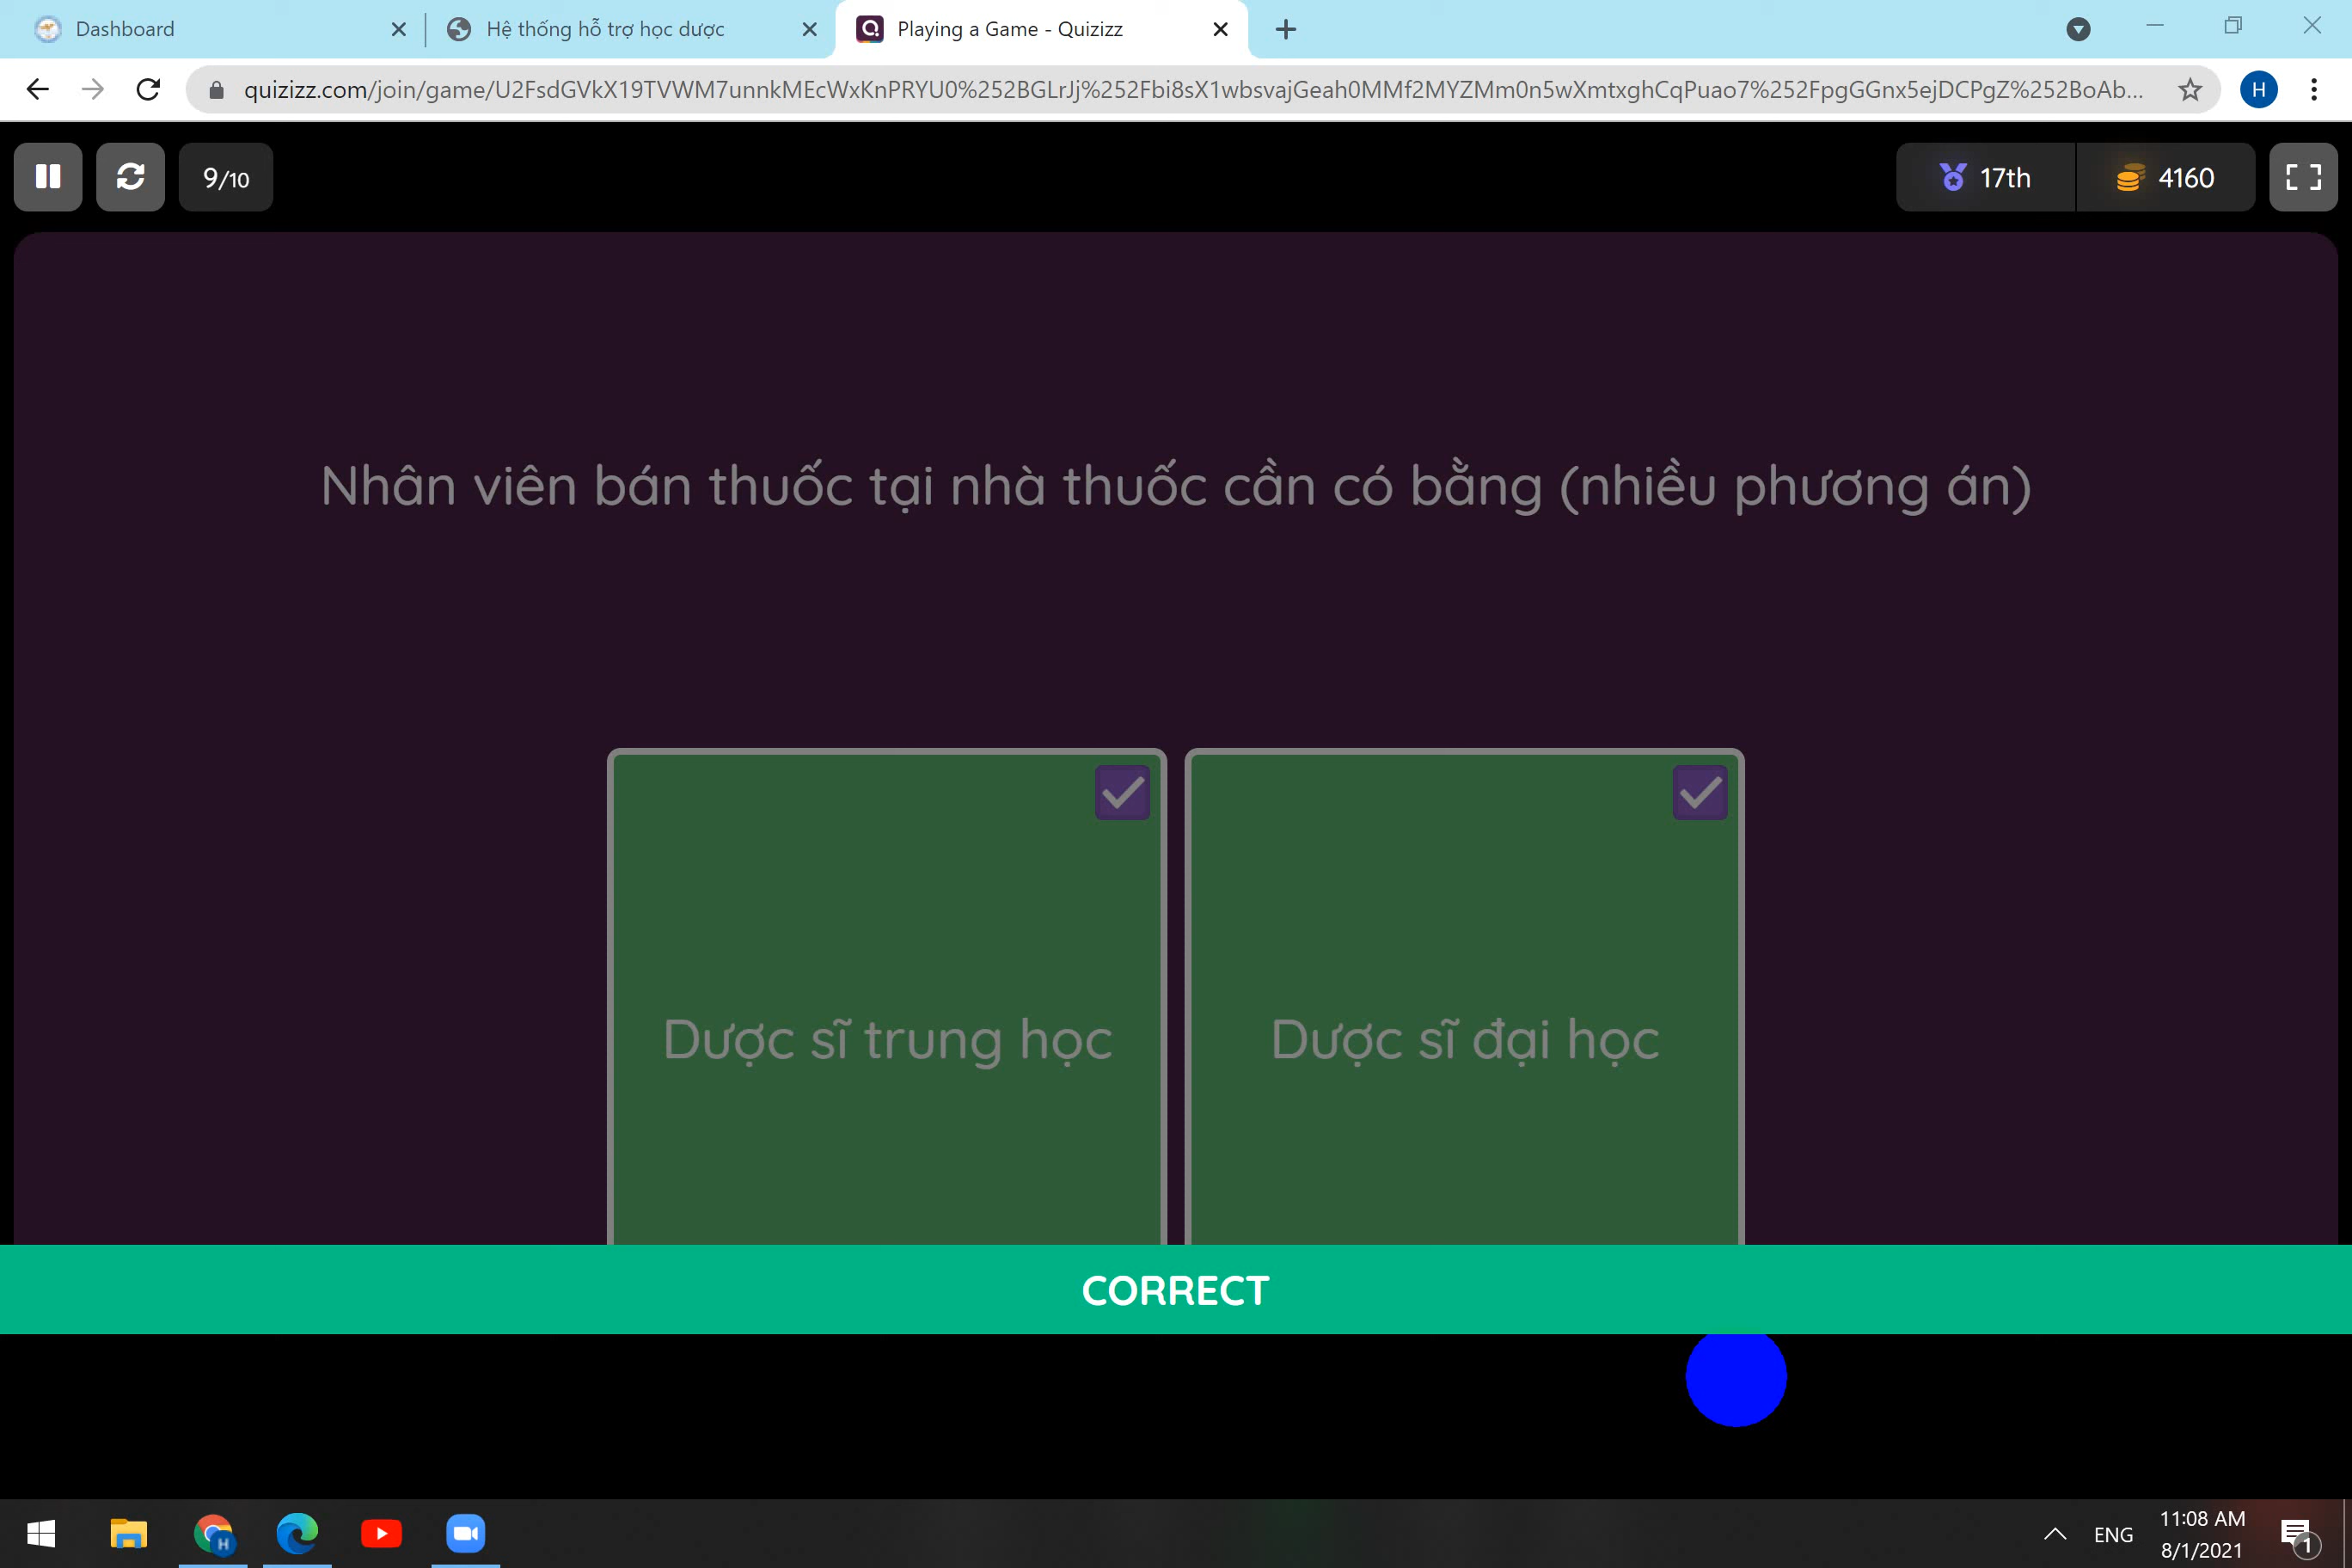 Dashboard
Hệ thống hỗ trợ học dược
Playing a Game - Quizizz
quizizz.com/join/game/U2FsdGVkX19TVWM7unnkMEcWxKnPRYU0%252BGLrJj%252Fbi8sX1wbsvajGeah0MMf2MYZMm0n5wXmtxghCqPuao7%252FpgGGnx5ejDCPgZ%252BoAb...
H
9/10
17th
4160
Nhân viên bán thuốc tại nhà thuốc cần có bằng (nhiều phương án)
Dược sĩ trung học
Dược sĩ đại học
CORRECT
H
ENG
11:08 AM
8/1/2021
1